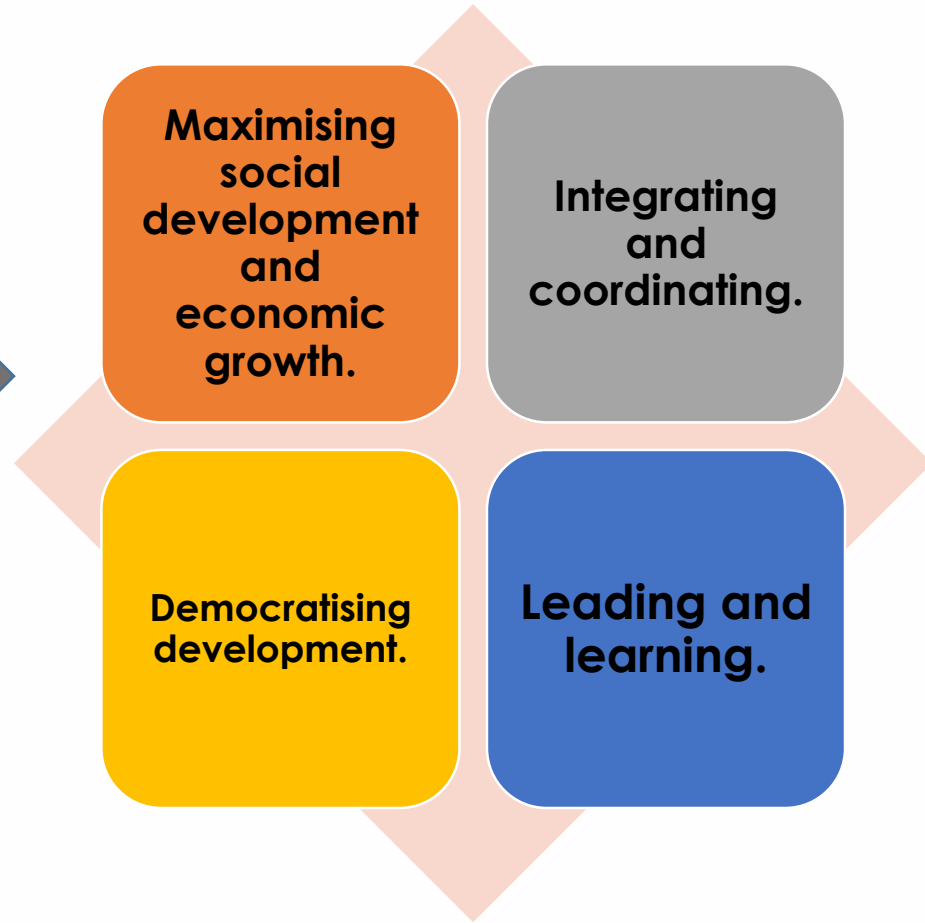 Maximising
social
development
and
economic
growth.
Integrating
and
coordinating.
Democratising
development.
Leading and
learning.